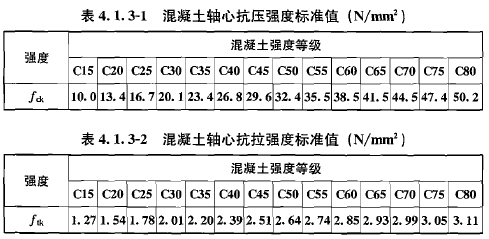 表 4.1.3-1 混凝土轴心抗压强度标准值（N/mm²）
强度 混凝土强度等级
C15 C20 C25 C30 C35 C40 C45 C50 C55 C60 C65 C70 C75 C80
fck 10.0 13.4 16.7 20.1 23.4 26.8 29.6 32.4 35.5 38.5 41.5 44.5 47.4 50.2
表 4.1.3-2 混凝土轴心抗拉强度标准值（N/mm²）
强度 混凝土强度等级
C15 C20 C25 C30 C35 C40 C45 C50 C55 C60 C65 C70 C75 C80
ftk 1.27 1.54 1.78 2.01 2.20 2.39 2.51 2.64 2.74 2.85 2.93 2.99 3.05 3.11